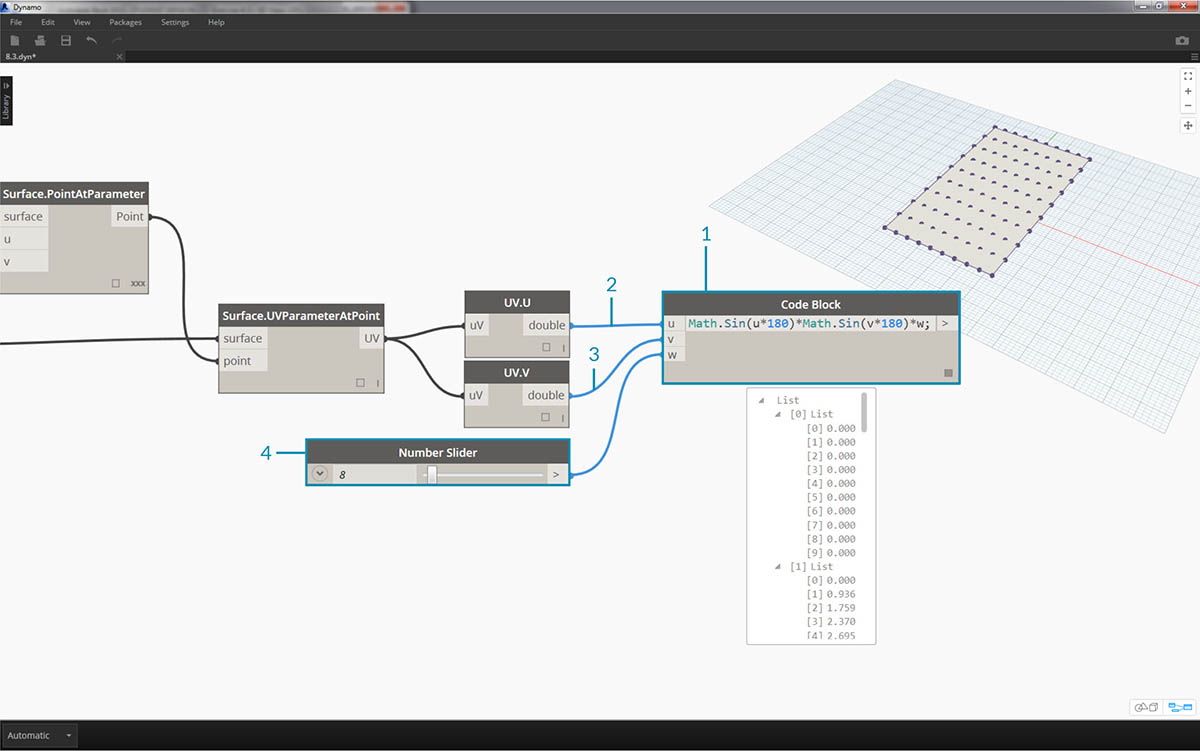 Dynamo
File Edit View Packages Settings Help
8.3.dyn*
Library
Surface.PointAtParameter
surface Point
u
v
xxx
1
2
Surface.UVParameterAtPoint
surface UV
point
UV.U
uV double
Code Block
u Math.Sin(u*180)*Math.Sin(v*180)*w; >
v
w
3
UV.V
uV double
4
Number Slider
8 >
List
[0] List
[0] 0.000
[1] 0.000
[2] 0.000
[3] 0.000
[4] 0.000
[5] 0.000
[6] 0.000
[7] 0.000
[8] 0.000
[9] 0.000
[1] List
[0] 0.000
[1] 0.936
[2] 1.759
[3] 2.370
[4] 2.695
Automatic